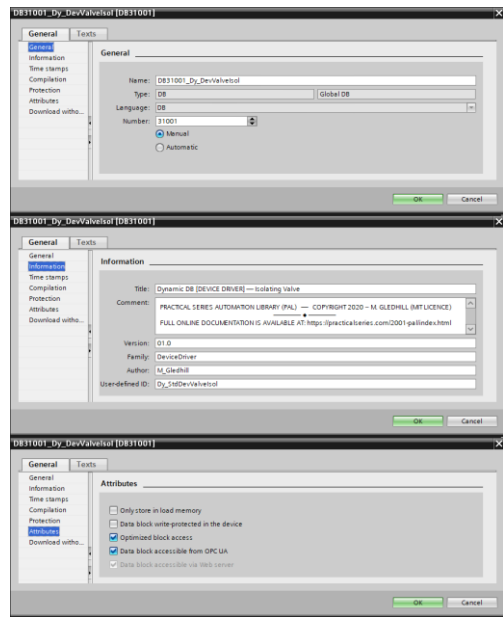 DB31001_Dy_DevValveIsol [DB31001]
General Texts
General
Information
Time stamps
Compilation
Protection
Attributes
Download witho...
General
Name: DB31001_Dy_DevValveIsol
Type: DB Global DB
Language: DB
Number: 31001
Manual
Automatic
OK Cancel
DB31001_Dy_DevValveIsol [DB31001]
General Texts
General
Information
Time stamps
Compilation
Protection
Attributes
Download witho...
Information
Title: Dynamic DB [DEVICE DRIVER] — Isolating Valve
Comment: PRACTICAL SERIES AUTOMATION LIBRARY (PAL) — COPYRIGHT 2020 – M. GLEDHILL (MIT LICENCE)
FULL ONLINE DOCUMENTATION IS AVAILABLE AT: https://practicalseries.com/2001-pallindex.html
Version: 01.0
Family: DeviceDriver
Author: M_Gledhill
User-defined ID: Dy_StdDevValveIsol
OK Cancel
DB31001_Dy_DevValveIsol [DB31001]
General Texts
General
Information
Time stamps
Compilation
Protection
Attributes
Download witho...
Attributes
Only store in load memory
Data block write-protected in the device
Optimized block access
Data block accessible from OPC UA
Data block accessible via Web server
OK Cancel